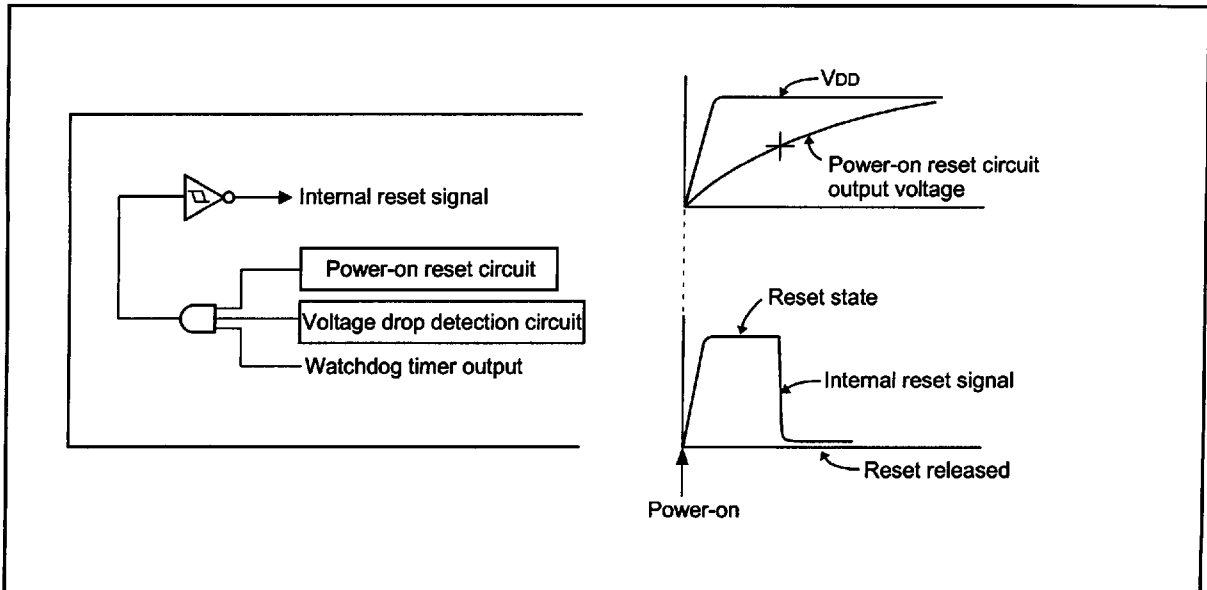 Internal reset signal
Power-on reset circuit
Voltage drop detection circuit
Watchdog timer output
VDD
Power-on reset circuit
output voltage
Reset state
Internal reset signal
Reset released
Power-on